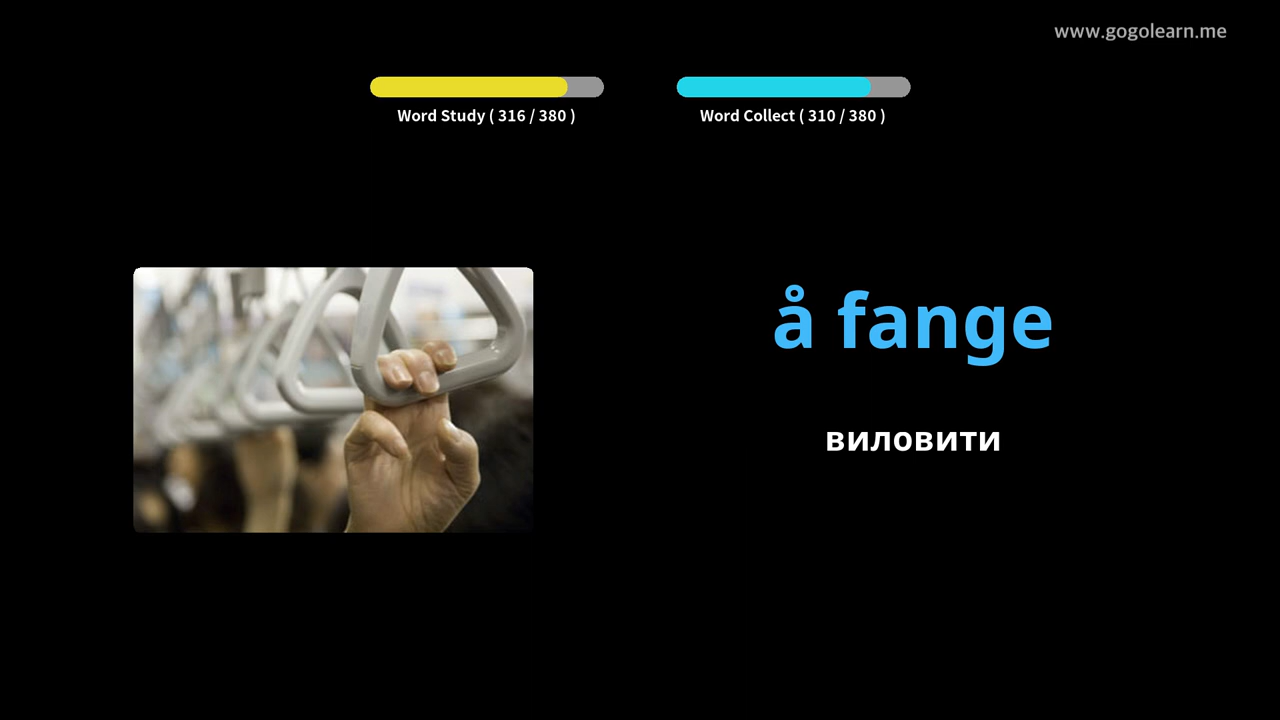 www.gogolearn.me
Word Study ( 316 / 380 )
Word Collect ( 310 / 380 )
å fange
виловити